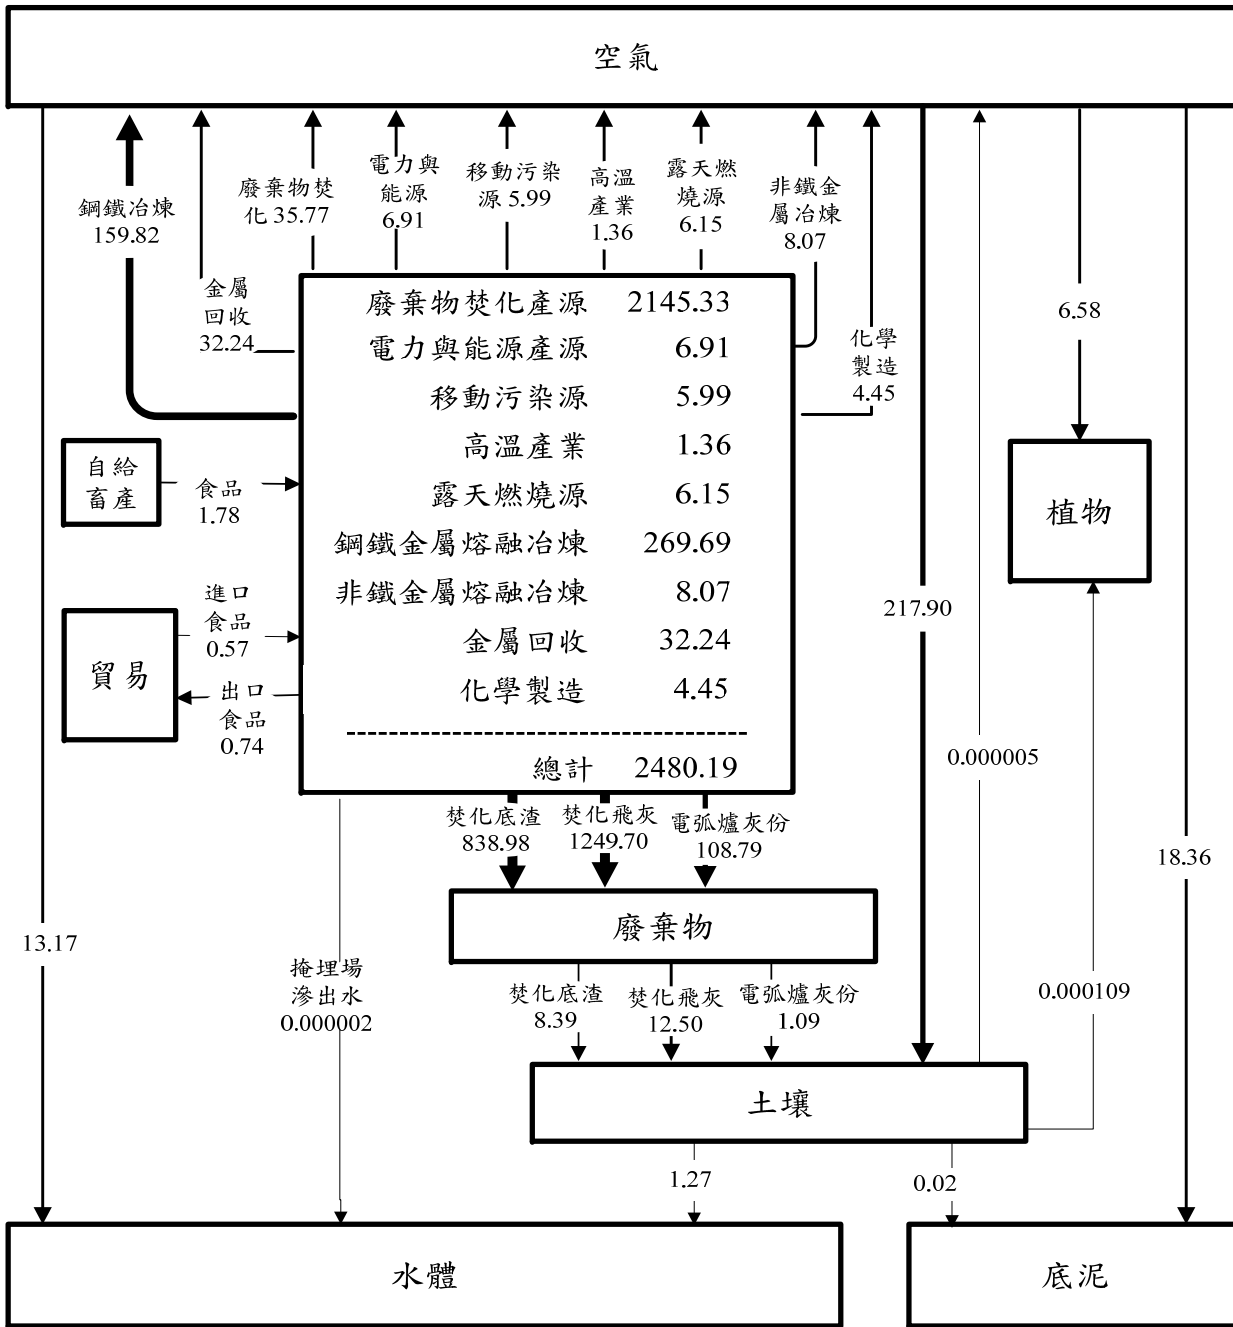 空氣
鋼鐵冶煉
159.82
金屬
回收
32.24
廢棄物焚
化 35.77
電力與
能源
6.91
移動污染
源 5.99
高溫
產業
1.36
露天燃
燒源
6.15
非鐵金
屬冶煉
8.07
化學
製造
4.45
6.58
廢棄物焚化產源 2145.33
電力與能源產源 6.91
移動污染源 5.99
高溫產業 1.36
露天燃燒源 6.15
鋼鐵金屬熔融冶煉 269.69
非鐵金屬熔融冶煉 8.07
金屬回收 32.24
化學製造 4.45
總計 2480.19
自給
畜產
食品
1.78
貿易
進口
食品
0.57
出口
食品
0.74
植物
217.90
0.000005
18.36
13.17
焚化底渣
838.98
焚化飛灰
1249.70
電弧爐灰份
108.79
廢棄物
掩埋場
滲出水
0.000002
焚化底渣
8.39
焚化飛灰
12.50
電弧爐灰份
1.09
0.000109
土壤
1.27
0.02
水體
底泥